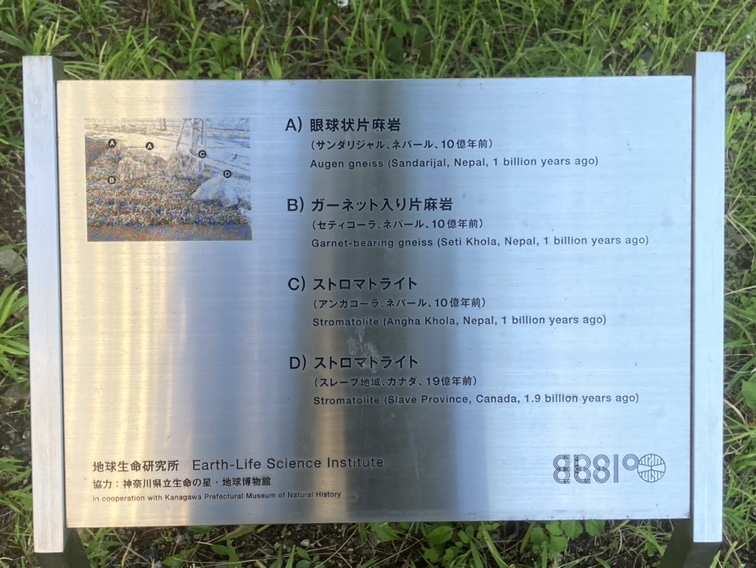 A) 眼球状片麻岩
(サンダリジャル、ネパール、10億年前)
Augen gneiss (Sandarijal, Nepal, 1 billion years ago)
B) ガーネット入り片麻岩
(セティコーラ、ネパール、10億年前)
Garnet-bearing gneiss (Seti Khola, Nepal, 1 billion years ago)
C) ストロマトライト
(アンガコーラ、ネパール、10億年前)
Stromatolite (Angha Khola, Nepal, 1 billion years ago)
D) ストロマトライト
(スレーブ地域、カナダ、19億年前)
Stromatolite (Slave Province, Canada, 1.9 billion years ago)
A
A
C
B
D
地球生命研究所 Earth-Life Science Institute
協力:神奈川県立生命の星・地球博物館
In cooperation with Kanagawa Prefectural Museum of Natural History